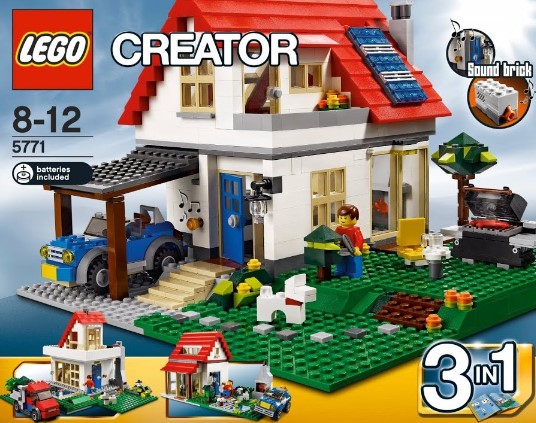 LEGO CREATOR
8-12
5771
batteries
included
Sound brick
3 IN 1